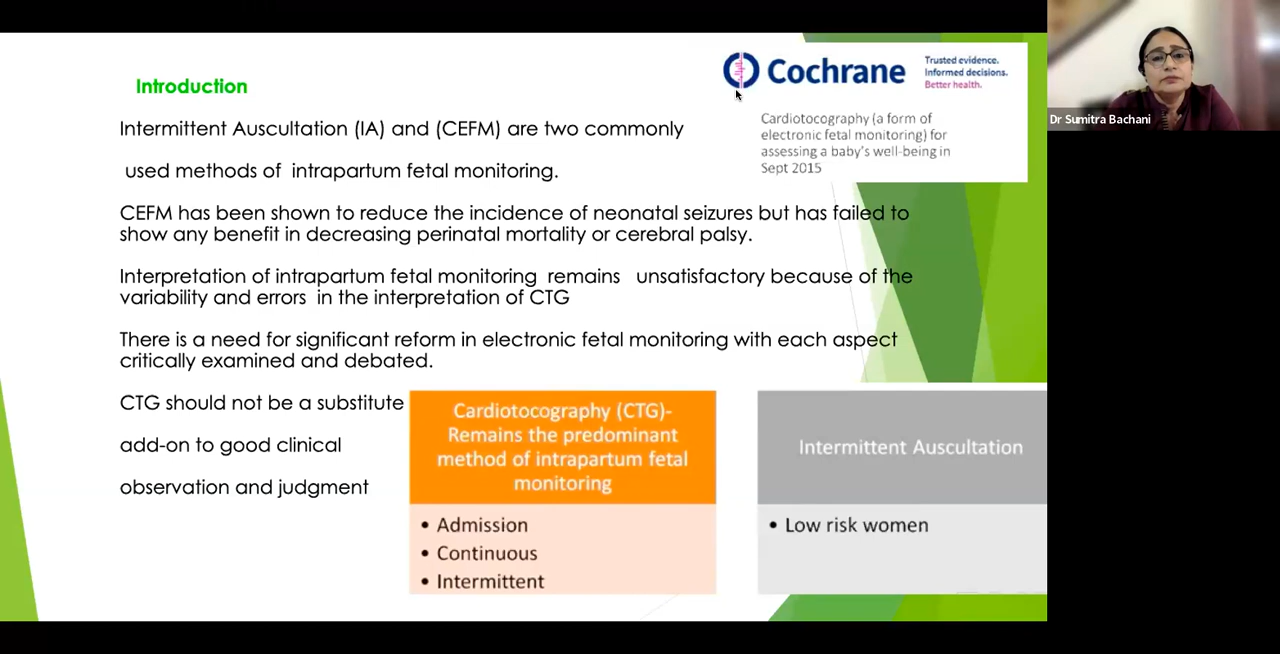 Introduction
Cochrane
Trusted evidence.
Informed decisions.
Better health.
Cardiotocography (a form of
electronic fetal monitoring) for
assessing a baby's well-being in
Sept 2015
Dr Sumitra Bachani
Intermittent Auscultation (IA) and (CEFM) are two commonly
used methods of intrapartum fetal monitoring.
CEFM has been shown to reduce the incidence of neonatal seizures but has failed to
show any benefit in decreasing perinatal mortality or cerebral palsy.
Interpretation of intrapartum fetal monitoring remains unsatisfactory because of the
variability and errors in the interpretation of CTG
There is a need for significant reform in electronic fetal monitoring with each aspect
critically examined and debated.
CTG should not be a substitute
add-on to good clinical
observation and judgment
Cardiotocography (CTG)-
Remains the predominant
method of intrapartum fetal
monitoring
• Admission
• Continuous
• Intermittent
Intermittent Auscultation
• Low risk women